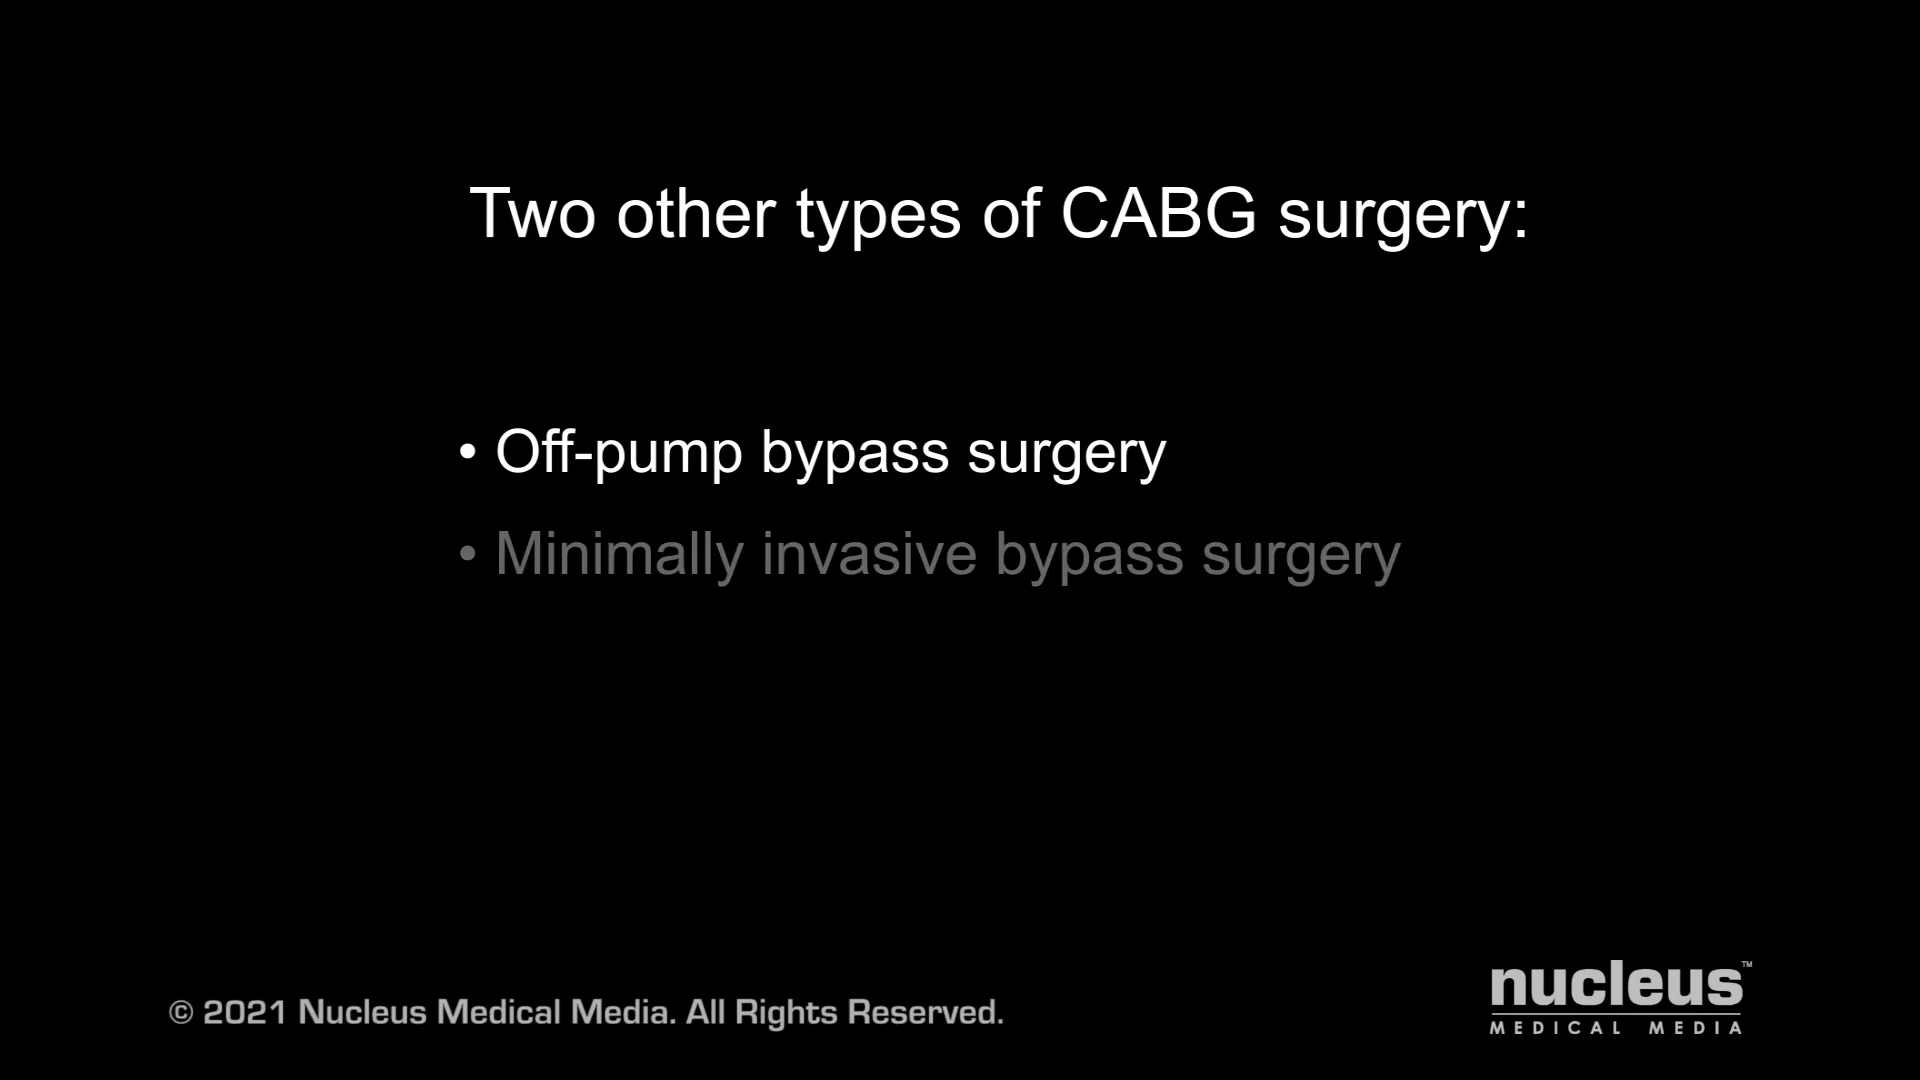 Two other types of CABG surgery:
• Off-pump bypass surgery
• Minimally invasive bypass surgery
© 2021 Nucleus Medical Media. All Rights Reserved.
nucleus™
MEDICAL MEDIA